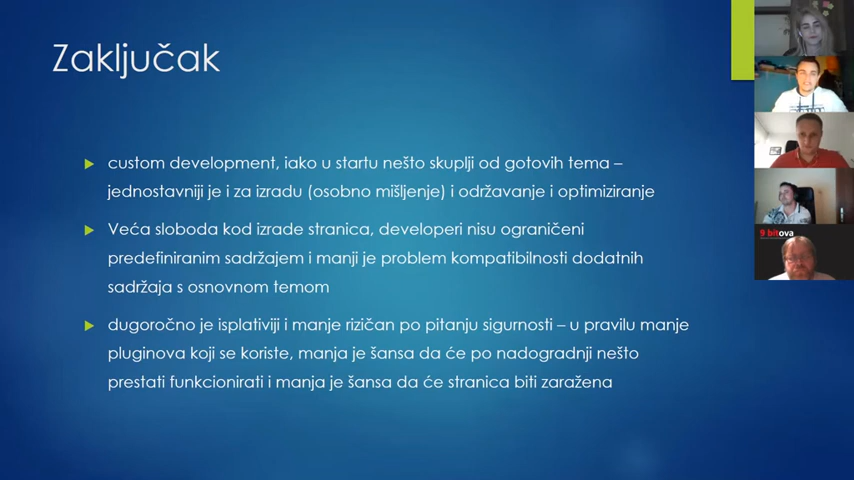 Zaključak
custom development, iako u startu nešto skuplji od gotovih tema –
jednostavniji je i za izradu (osobno mišljenje) i održavanje i optimiziranje
Veća sloboda kod izrade stranica, developeri nisu ograničeni
predefiniranim sadržajem i manji je problem kompatibilnosti dodatnih
sadržaja s osnovnom temom
dugoročno je isplativiji i manje rizičan po pitanju sigurnosti – u pravilu manje
pluginova koji se koriste, manja je šansa da će po nadogradnji nešto
prestati funkcionirati i manja je šansa da će stranica biti zaražena
9 bitova